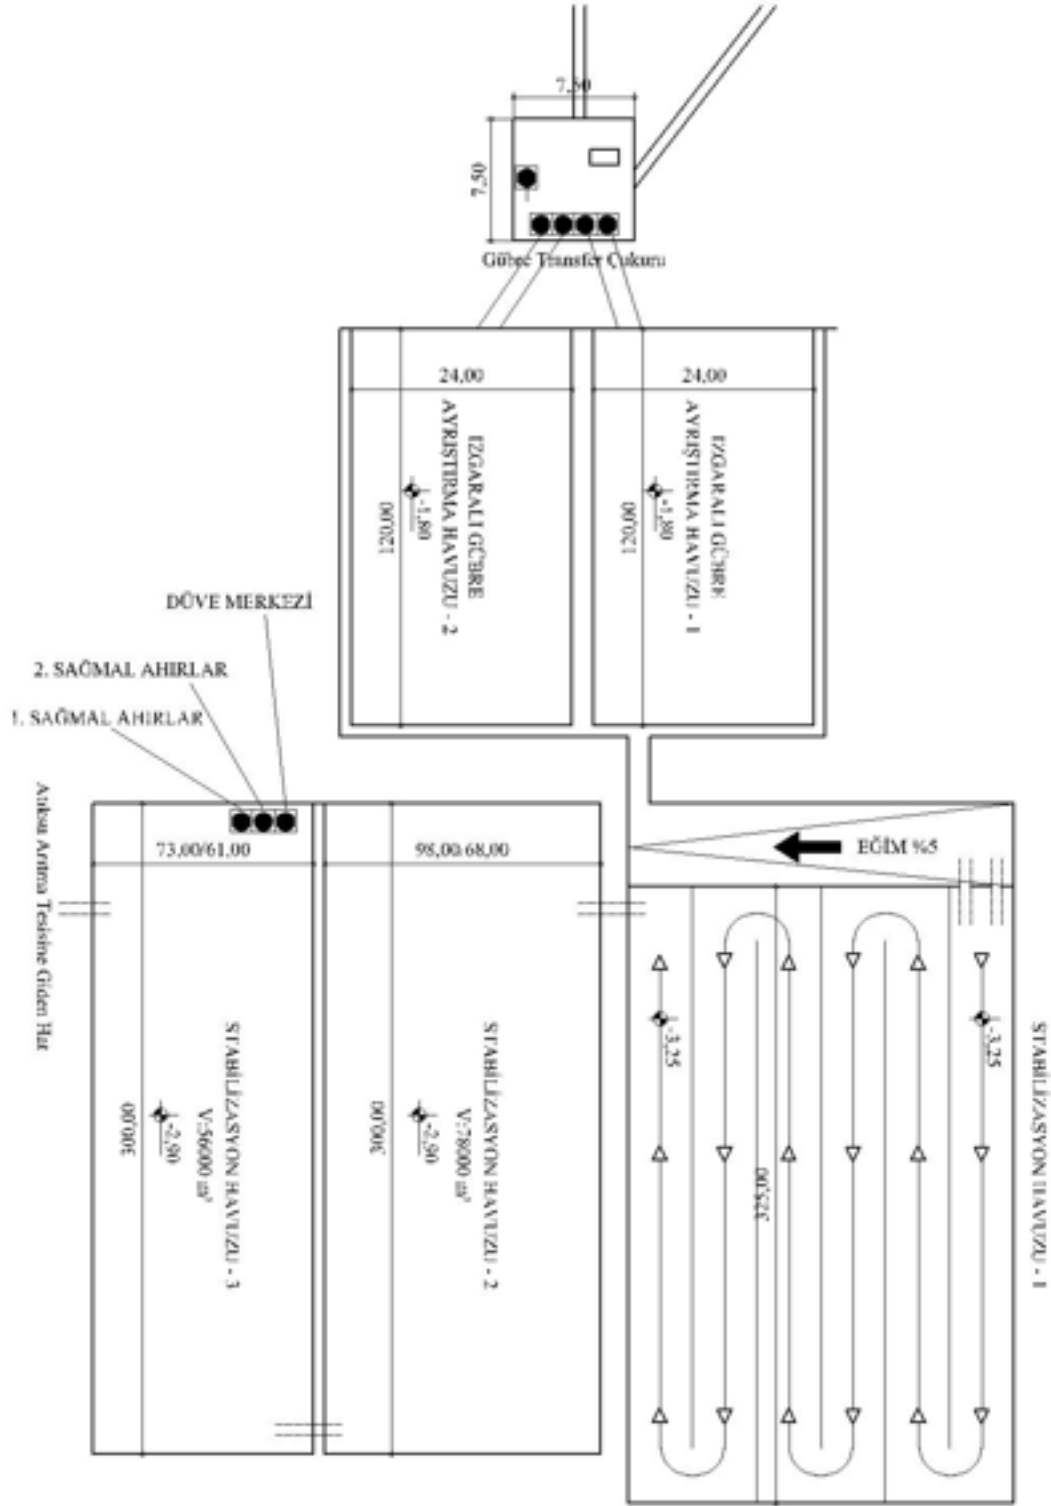 7,50
7,50
Gübre Transfer Çukuru
24,00
24,00
IZGARALI GÜBRE
AYRIŞTIRMA HAVUZU - 2
-1,80
120,00
IZGARALI GÜBRE
AYRIŞTIRMA HAVUZU - 1
-1,80
120,00
DÜVE MERKEZİ
2. SAĞMAL AHIRLAR
1. SAĞMAL AHIRLAR
73,00/61,00
98,00/68,00
EĞİM %5
Atıksu Arıtma Tesisine Giden Hat
STABİLİZASYON HAVUZU - 3
V:56000 m³
-2,90
300,00
STABİLİZASYON HAVUZU - 2
V:78000 m³
-2,90
300,00
-3,25
-3,25
325,00
STABİLİZASYON HAVUZU - 1